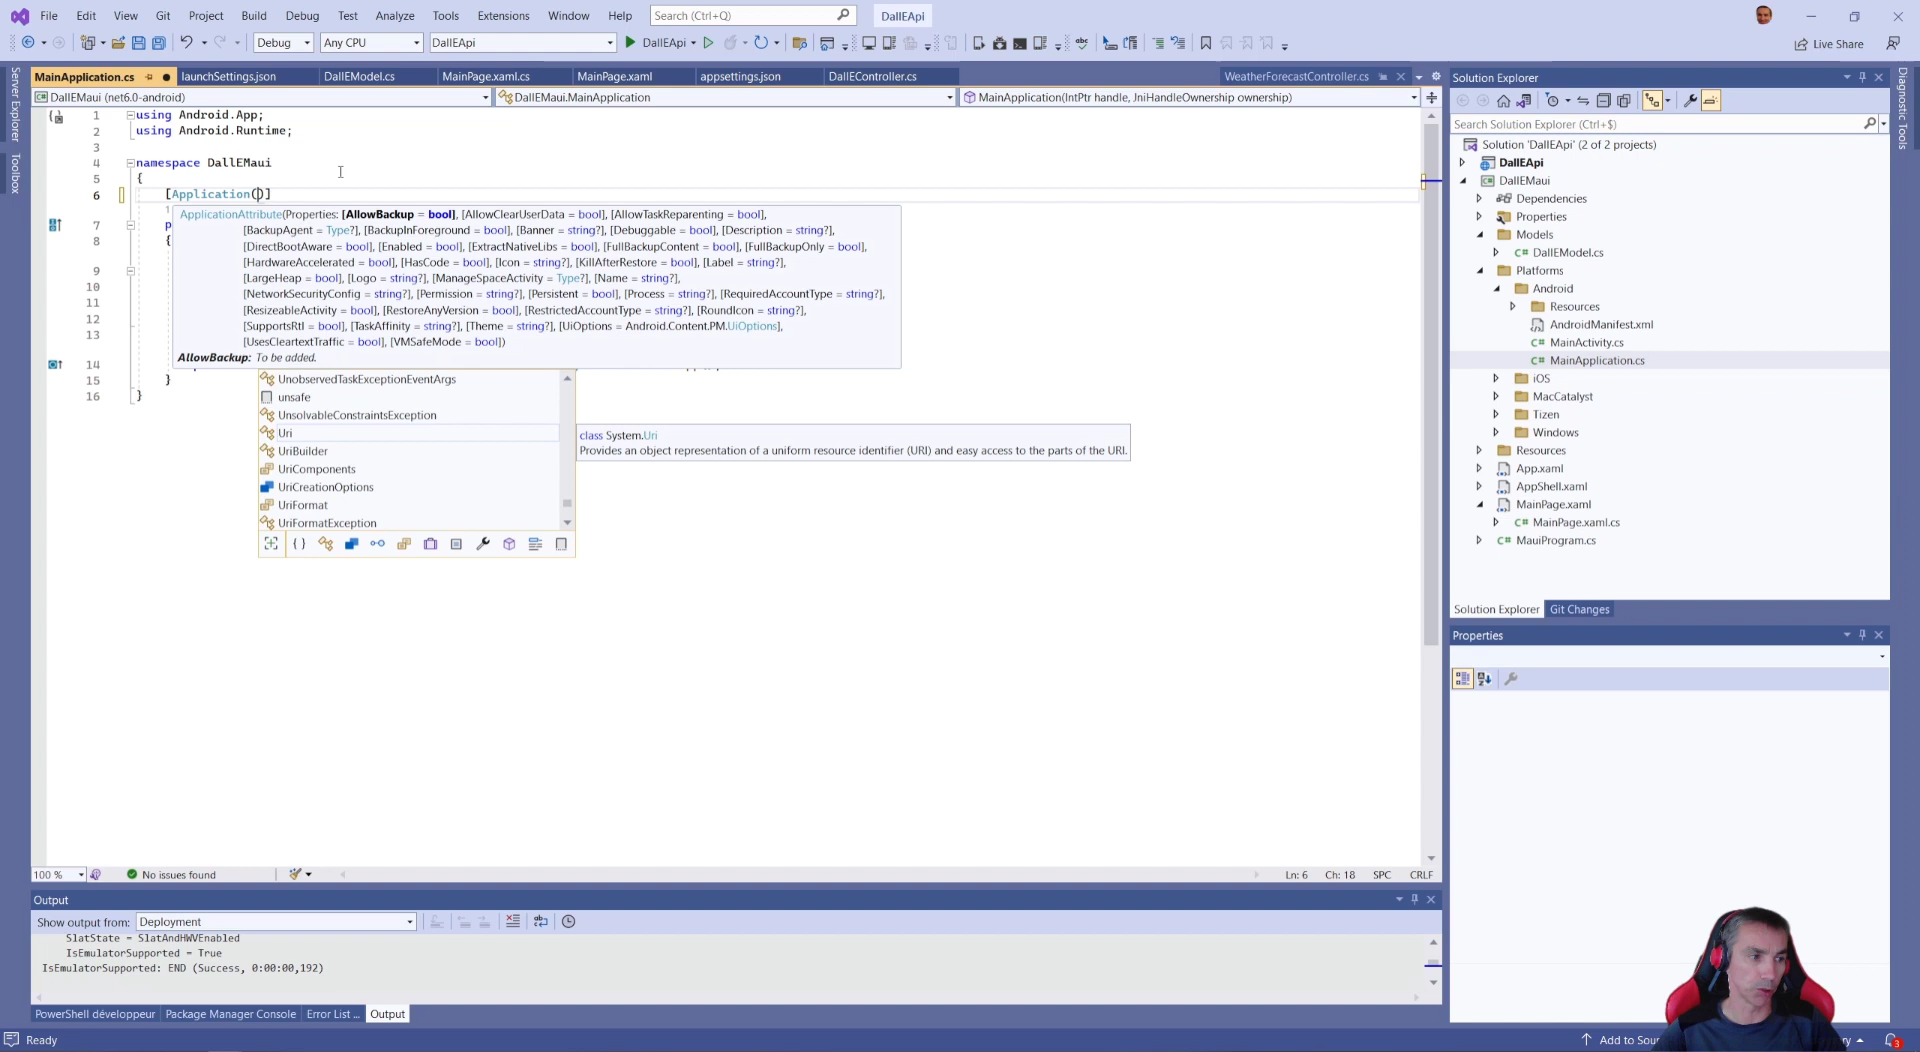 File Edit View Git Project Build Debug Test Analyze Tools Extensions Window Help Search (Ctrl+Q) DallEApi
Debug Any CPU DallEApi DallEApi Live Share
Server Explorer
Toolbox
MainApplication.cs launchSettings.json DallEModel.cs MainPage.xaml.cs MainPage.xaml appsettings.json DallEController.cs WeatherForecastController.cs
DallEMaui (net6.0-android) DallEMaui.MainApplication MainApplication(IntPtr handle, JniHandleOwnership ownership)
1 using Android.App;
2 using Android.Runtime;
3
4 namespace DallEMaui
5 {
6 [Application()]
7 p
8 {
9
10
11
12
13
14
15 }
16 }
ApplicationAttribute(Properties: [AllowBackup = bool], [AllowClearUserData = bool], [AllowTaskReparenting = bool],
[BackupAgent = Type?], [BackupInForeground = bool], [Banner = string?], [Debuggable = bool], [Description = string?],
[DirectBootAware = bool], [Enabled = bool], [ExtractNativeLibs = bool], [FullBackupContent = bool], [FullBackupOnly = bool],
[HardwareAccelerated = bool], [HasCode = bool], [Icon = string?], [KillAfterRestore = bool], [Label = string?],
[LargeHeap = bool], [Logo = string?], [ManageSpaceActivity = Type?], [Name = string?],
[NetworkSecurityConfig = string?], [Permission = string?], [Persistent = bool], [Process = string?], [RequiredAccountType = string?],
[ResizeableActivity = bool], [RestoreAnyVersion = bool], [RestrictedAccountType = string?], [RoundIcon = string?],
[SupportsRtl = bool], [TaskAffinity = string?], [Theme = string?], [UiOptions = Android.Content.PM.UiOptions],
[UsesCleartextTraffic = bool], [VMSafeMode = bool])
AllowBackup: To be added.
UnobservedTaskExceptionEventArgs
unsafe
UnsolvableConstraintsException
Uri
UriBuilder
UriComponents
UriCreationOptions
UriFormat
UriFormatException
class System.Uri
Provides an object representation of a uniform resource identifier (URI) and easy access to the parts of the URI.
100 % No issues found Ln: 6 Ch: 18 SPC CRLF
Output
Show output from: Deployment
SlatState = SlatAndHWVEnabled
IsEmulatorSupported = True
IsEmulatorSupported: END (Success, 0:00:00,192)
PowerShell développeur Package Manager Console Error List ... Output
Ready Add to Sou ry 3
Solution Explorer
Search Solution Explorer (Ctrl+$)
Solution 'DallEApi' (2 of 2 projects)
DallEApi
DallEMaui
Dependencies
Properties
Models
C# DallEModel.cs
Platforms
Android
Resources
AndroidManifest.xml
C# MainActivity.cs
C# MainApplication.cs
iOS
MacCatalyst
Tizen
Windows
Resources
App.xaml
AppShell.xaml
MainPage.xaml
C# MainPage.xaml.cs
C# MauiProgram.cs
Solution Explorer Git Changes
Properties
Diagnostic Tools